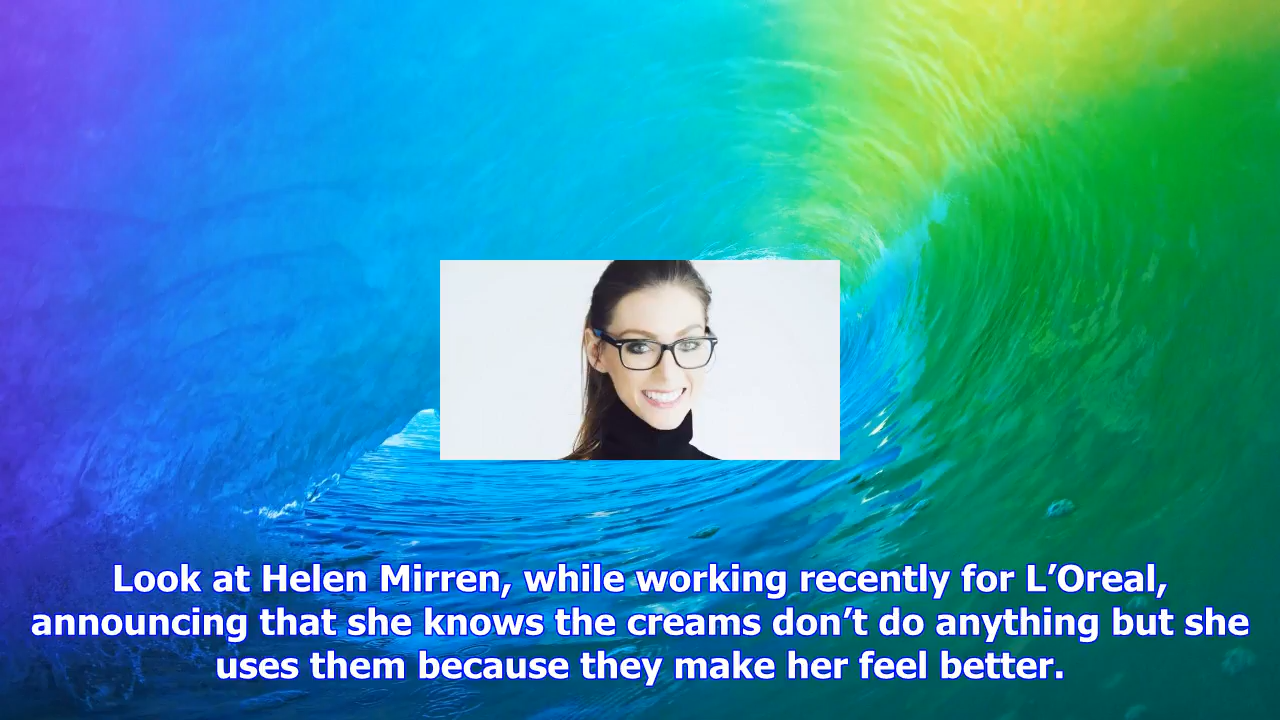 Look at Helen Mirren, while working recently for L’Oreal,
announcing that she knows the creams don’t do anything but she
uses them because they make her feel better.